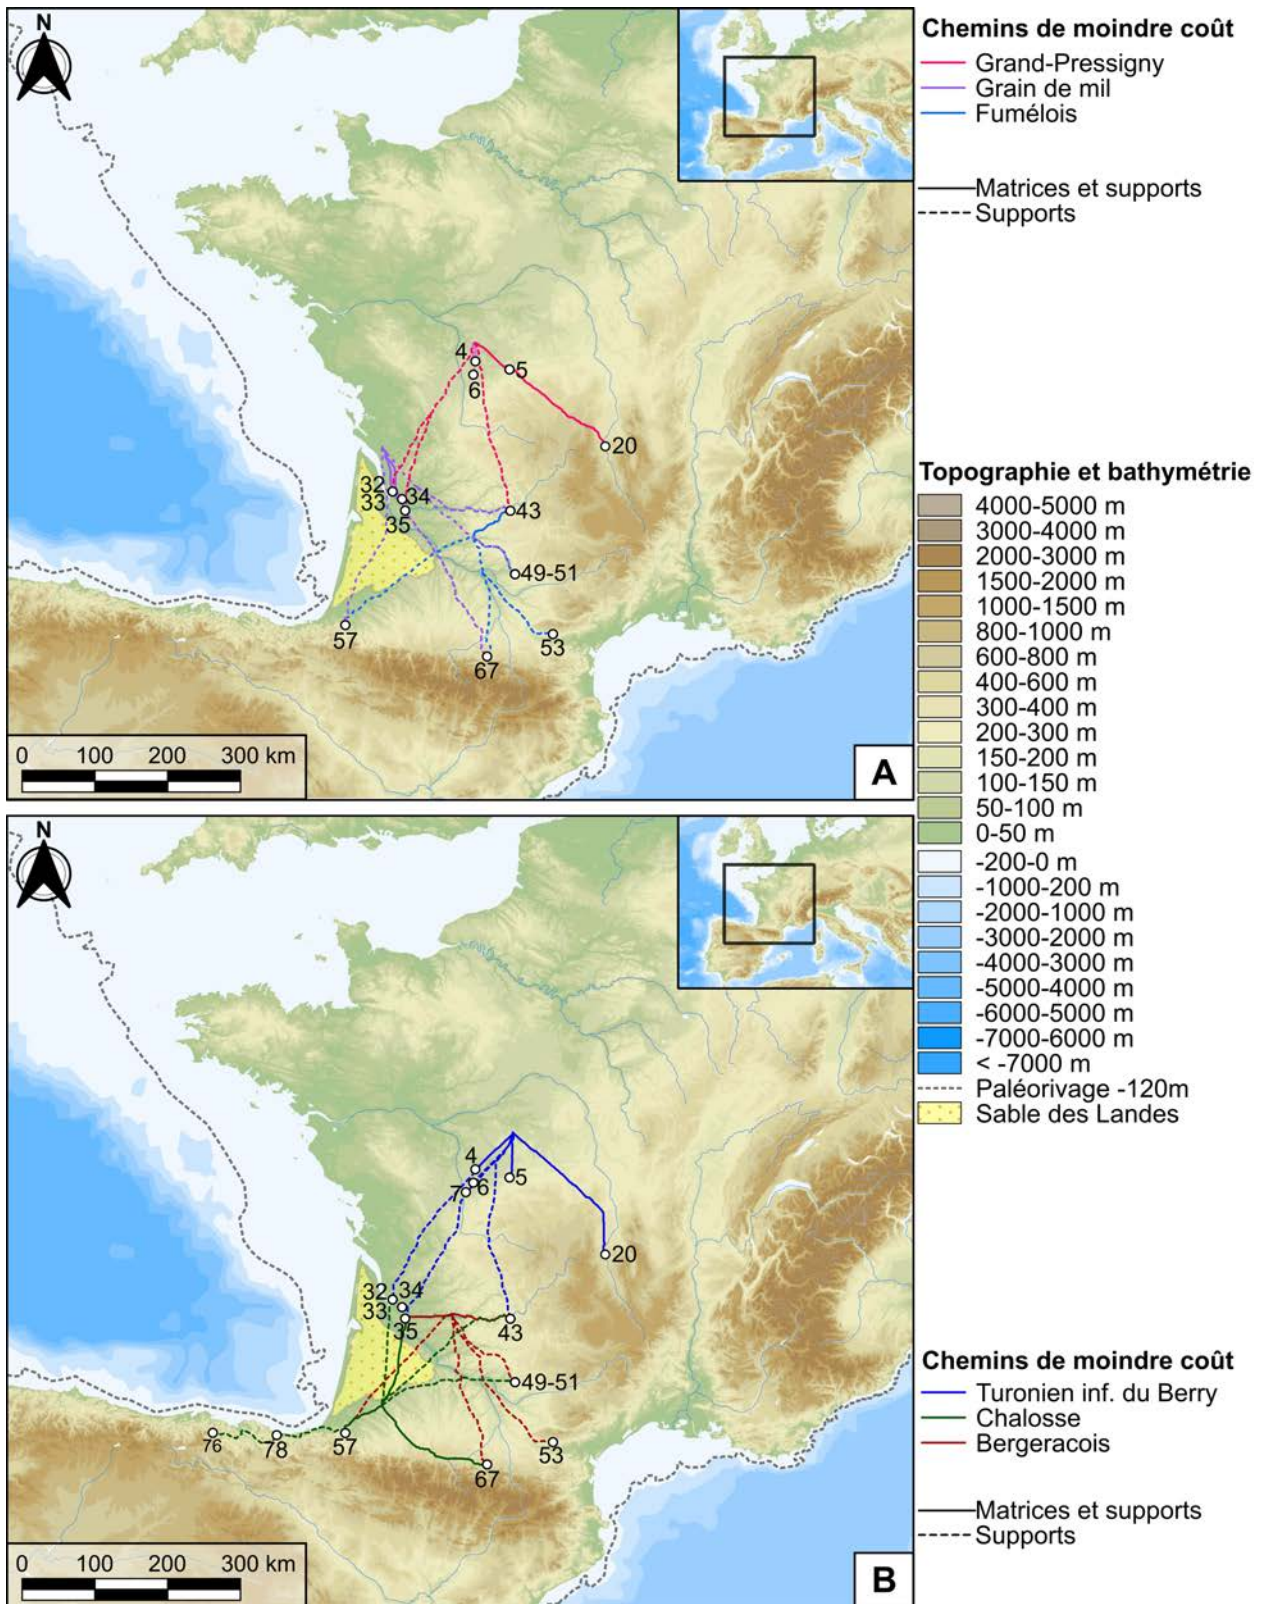 N
4
5
6
20
32
34
33
35
43
49-51
57
67
53
0 100 200 300 km
A
Chemins de moindre coût
Grand-Pressigny
Grain de mil
Fumélois
Matrices et supports
Supports
Topographie et bathymétrie
4000-5000 m
3000-4000 m
2000-3000 m
1500-2000 m
1000-1500 m
800-1000 m
600-800 m
400-600 m
300-400 m
200-300 m
150-200 m
100-150 m
50-100 m
0-50 m
-200-0 m
-1000-200 m
-2000-1000 m
-3000-2000 m
-4000-3000 m
-5000-4000 m
-6000-5000 m
-7000-6000 m
< -7000 m
Paléorivage -120m
Sable des Landes
N
4
5
7 6
20
32
34
33
35
43
49-51
76
78
57
53
67
0 100 200 300 km
B
Chemins de moindre coût
Turonien inf. du Berry
Chalosse
Bergeracois
Matrices et supports
Supports